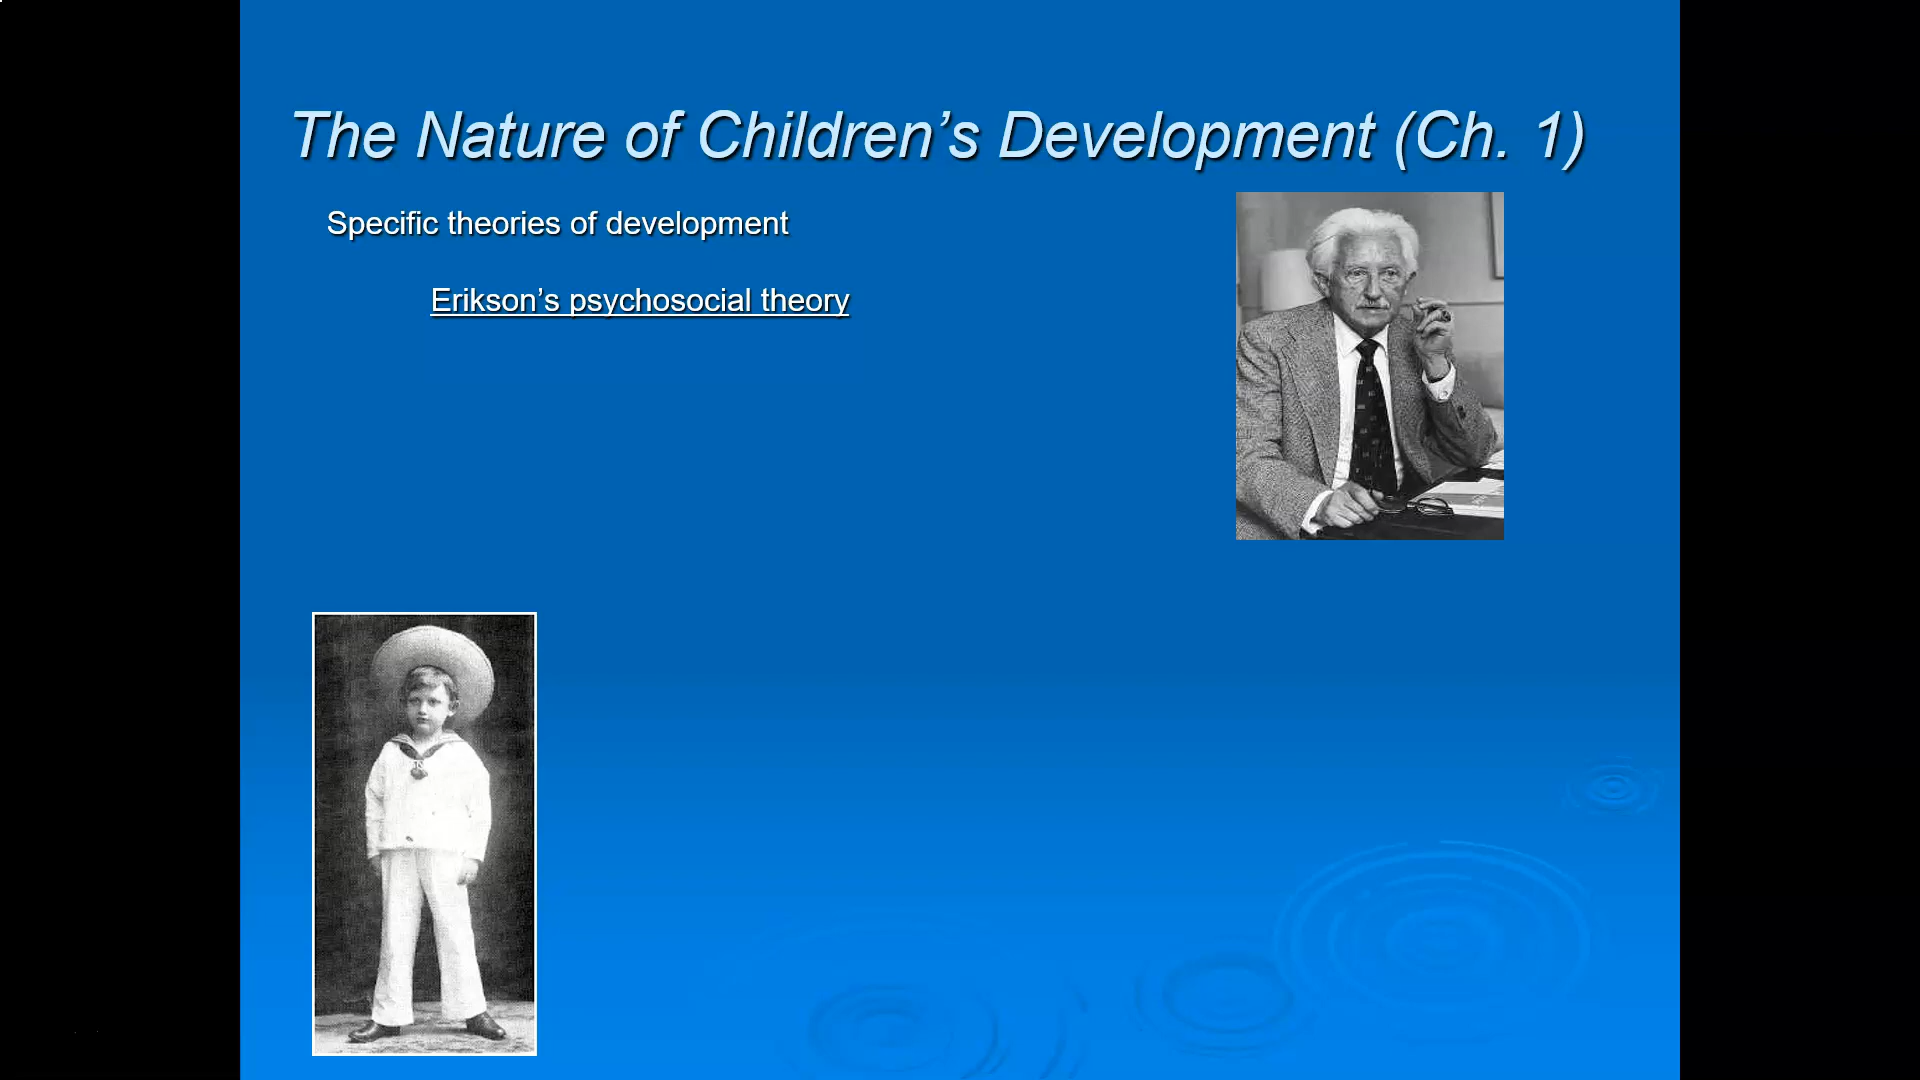 The Nature of Children’s Development (Ch. 1)
Specific theories of development
Erikson’s psychosocial theory